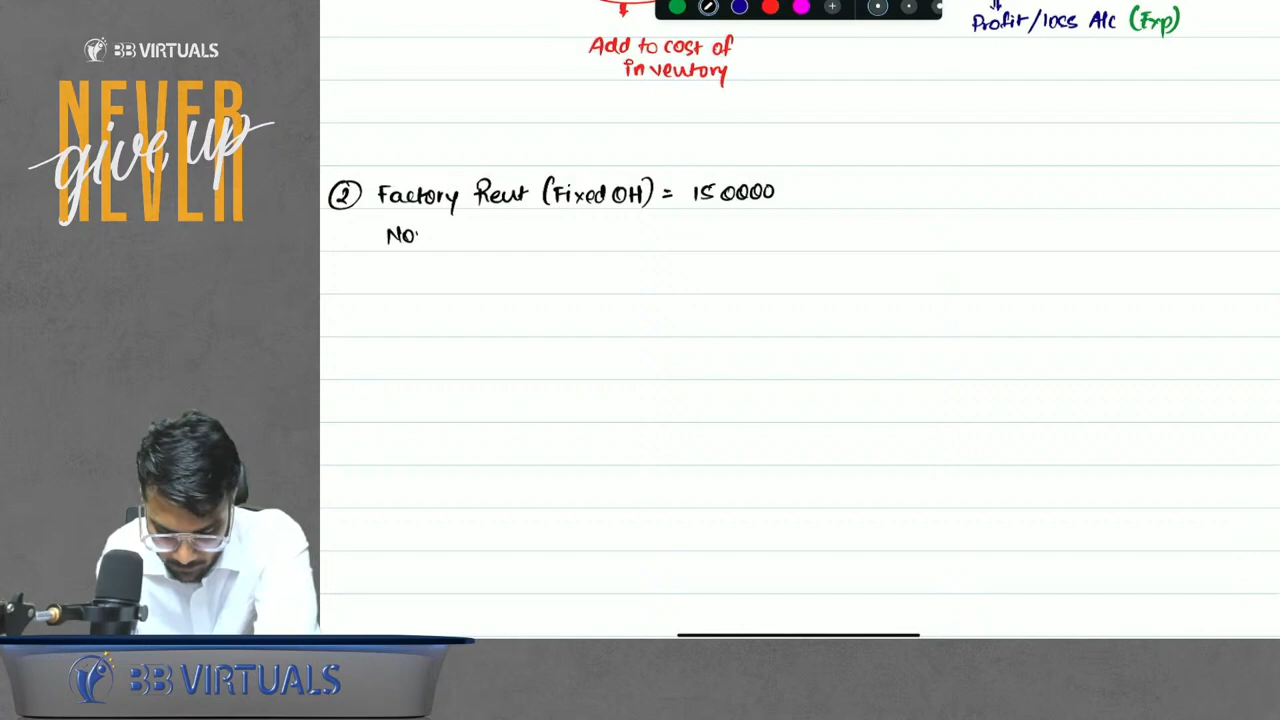 BB VIRTUALS
NEVER
give up
NEVER
Profit/loss A/c (Exp)
Add to cost of
inventory
② Factory Rent (Fixed OH) = 150000
No
BB VIRTUALS